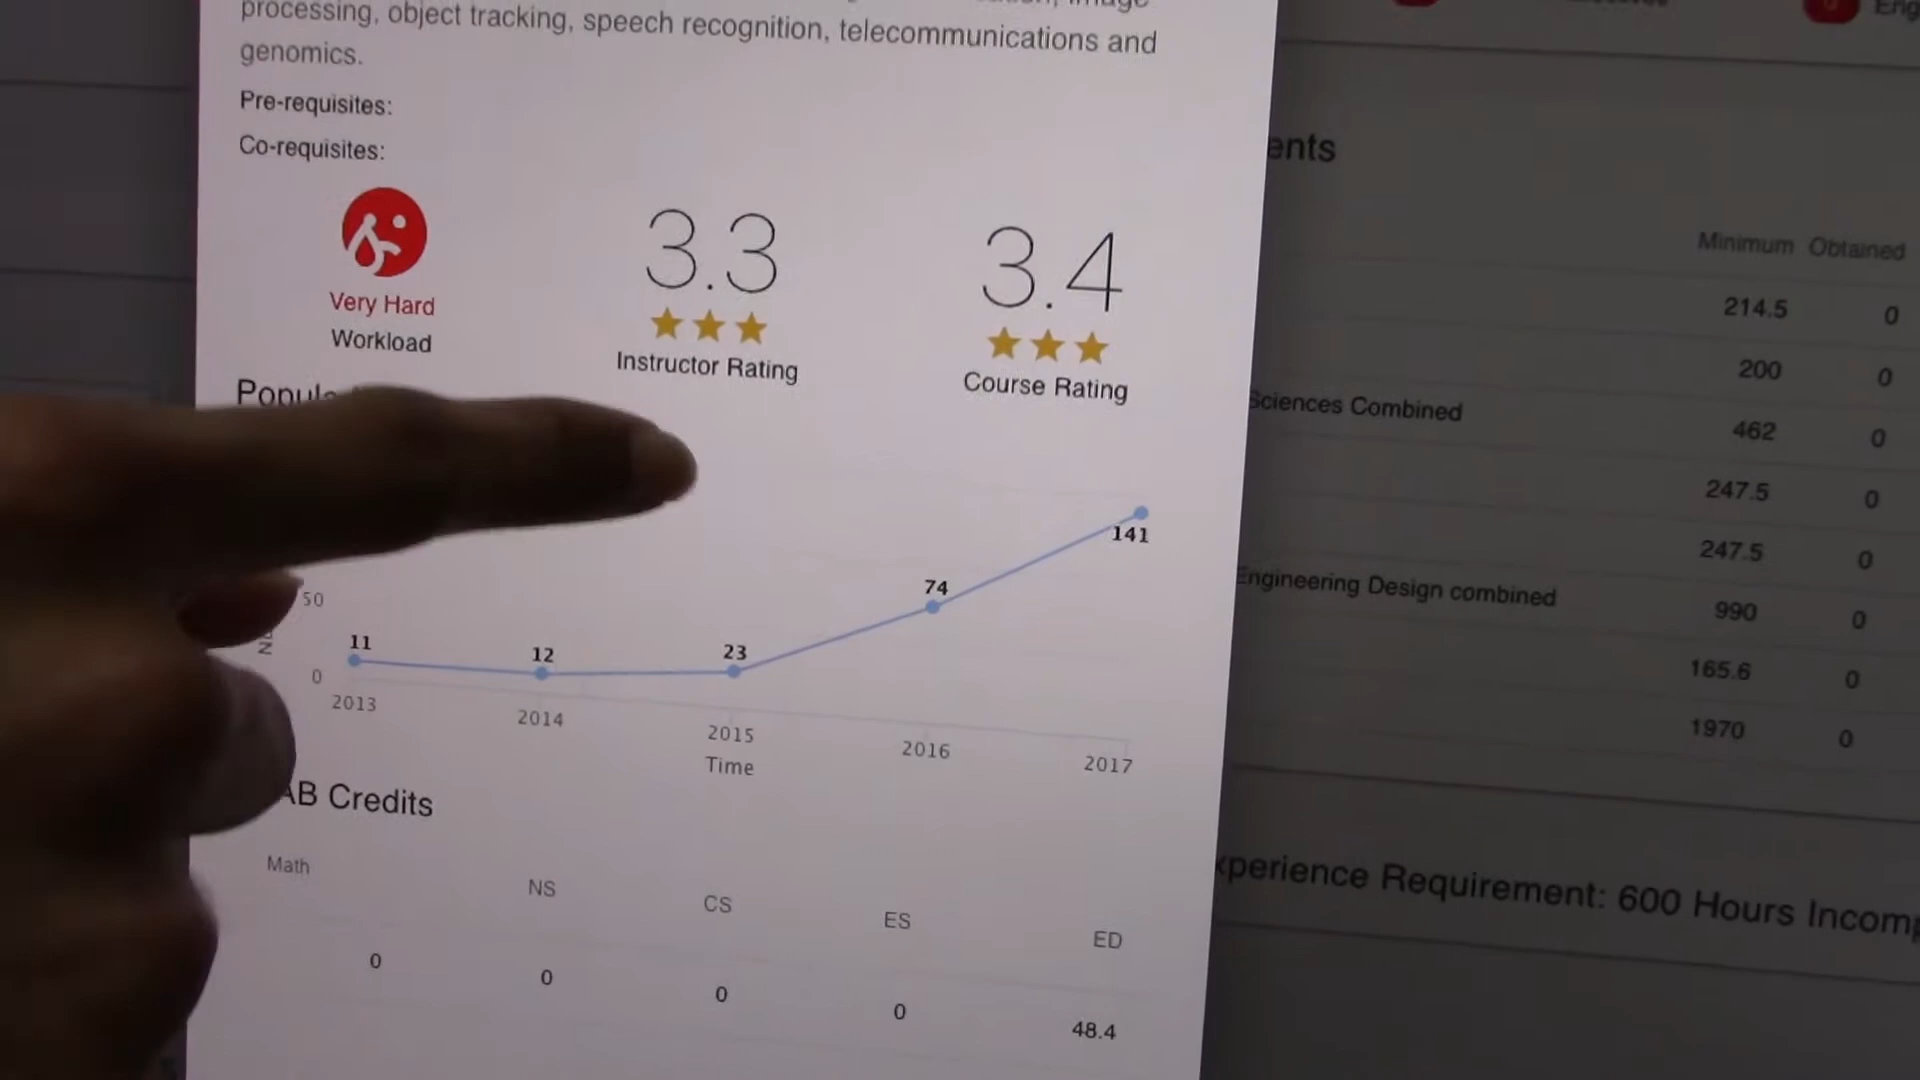 processing, object tracking, speech recognition, telecommunications and
genomics.
Pre-requisites:
Co-requisites:
Very Hard
Workload
3.3
Instructor Rating
3.4
Course Rating
50
0
11
12
23
74
141
2013
2014
2015
2016
2017
Time
AB Credits
Math
NS
CS
ES
ED
0
0
0
0
48.4
Minimum Obtained
214.5 0
200 0
Sciences Combined
462 0
247.5 0
247.5 0
Engineering Design combined
990 0
165.6 0
1970 0
Requirement: 600 Hours